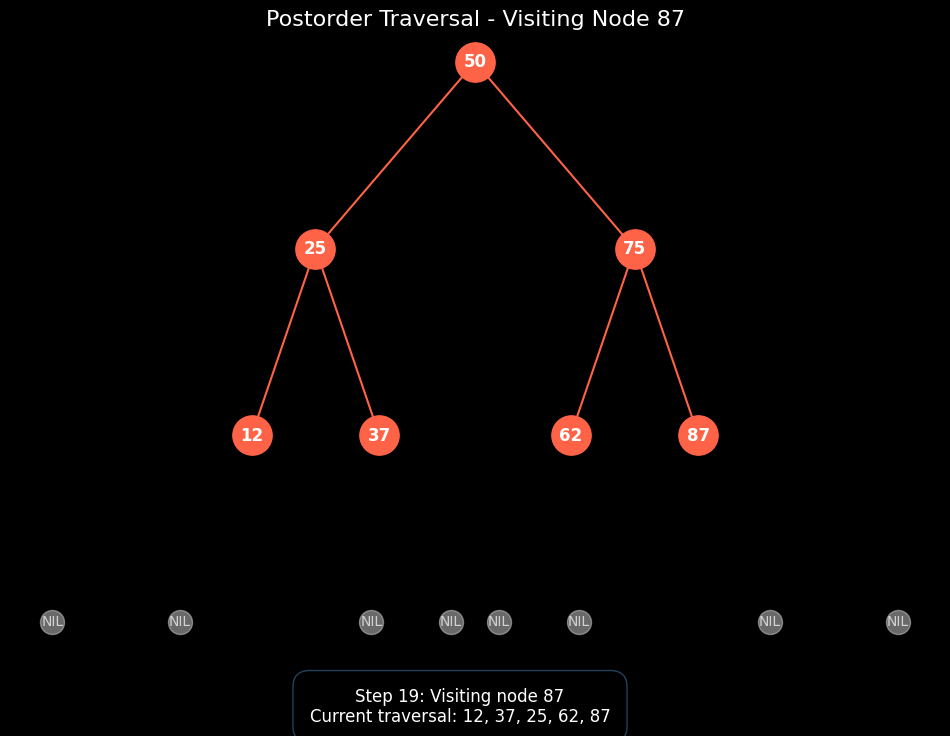 Postorder Traversal - Visiting Node 87
50
25
75
12
37
62
87
NIL
NIL
NIL
NIL
NIL
NIL
NIL
NIL
Step 19: Visiting node 87
Current traversal: 12, 37, 25, 62, 87